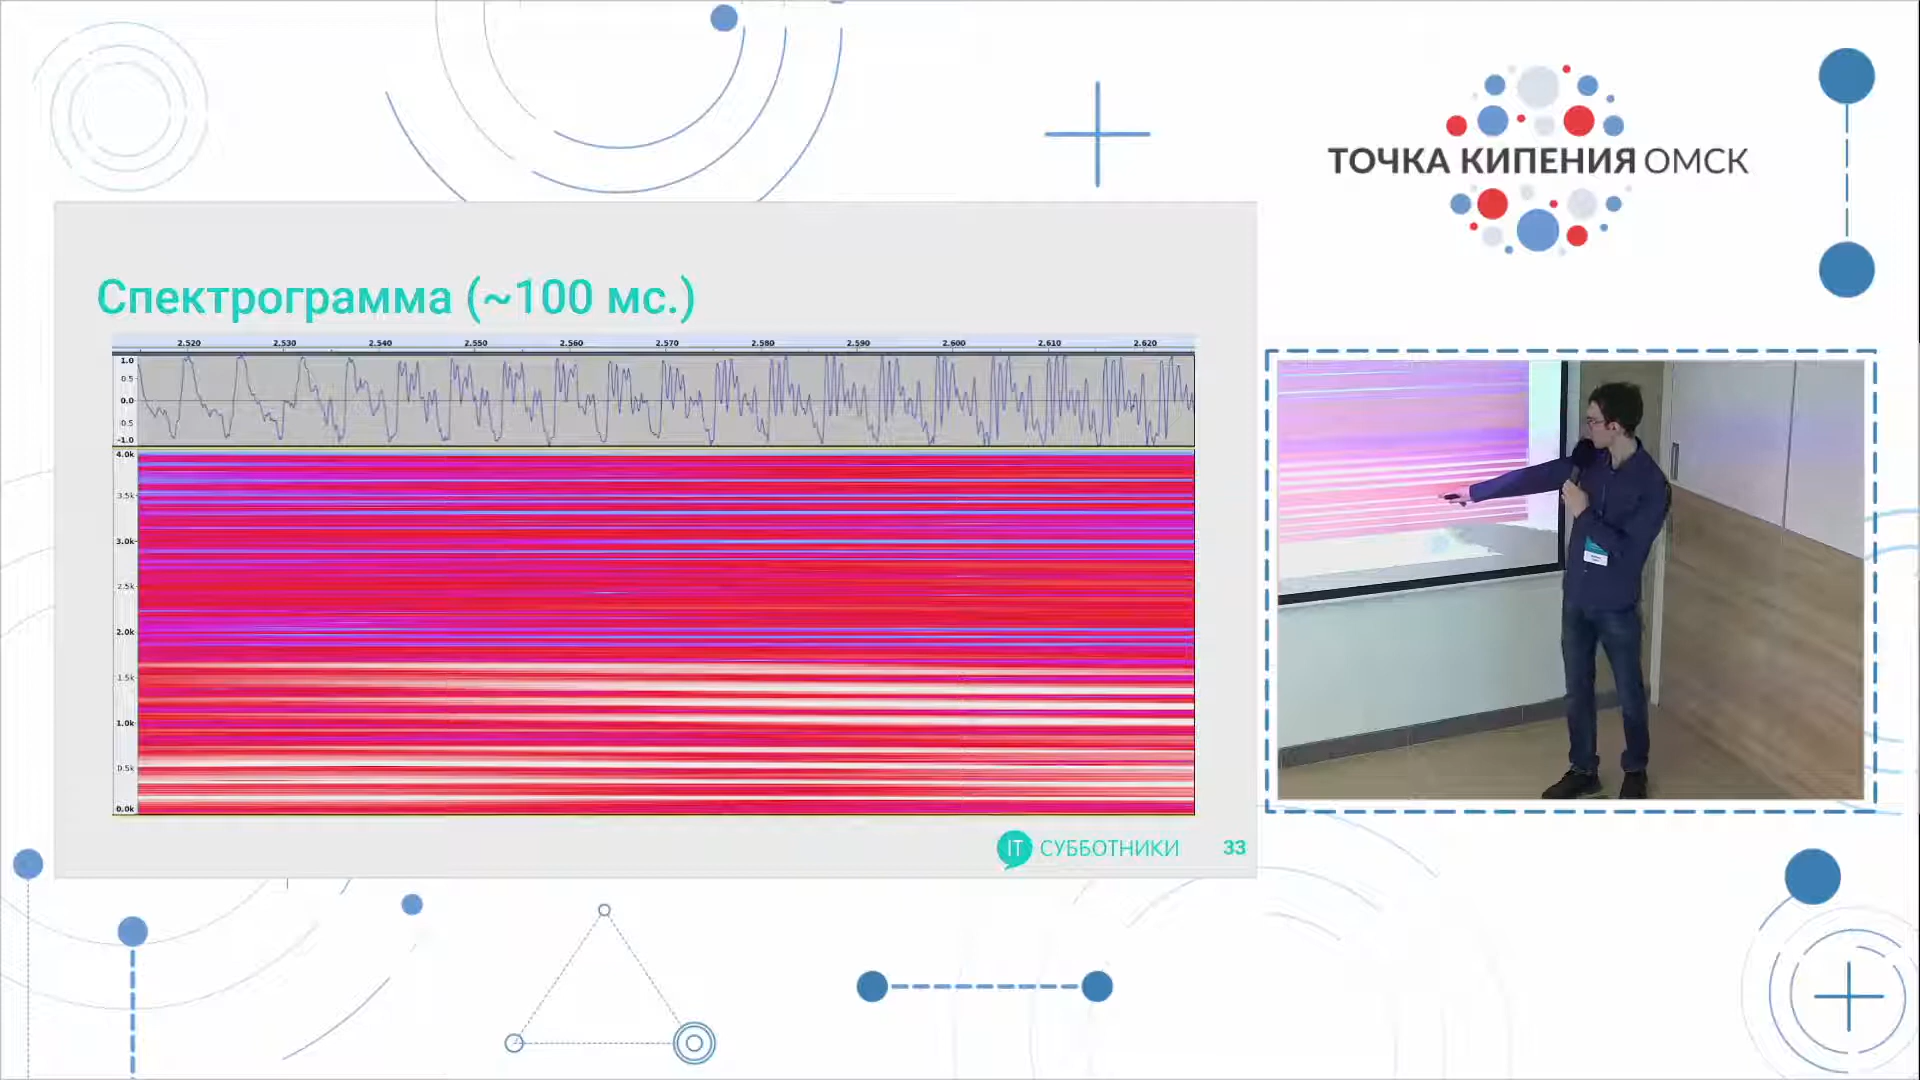 ТОЧКА КИПЕНИЯ ОМСК
Спектрограмма (~100 мс.)
2.520 2.530 2.540 2.550 2.560 2.570 2.580 2.590 2.600 2.610 2.620
1.0
0.5
0.0
0.5
-1.0
4.0k
3.5k
3.0k
2.5k
2.0k
1.5k
1.0k
0.5k
0.0k
IT СУББОТНИКИ 33